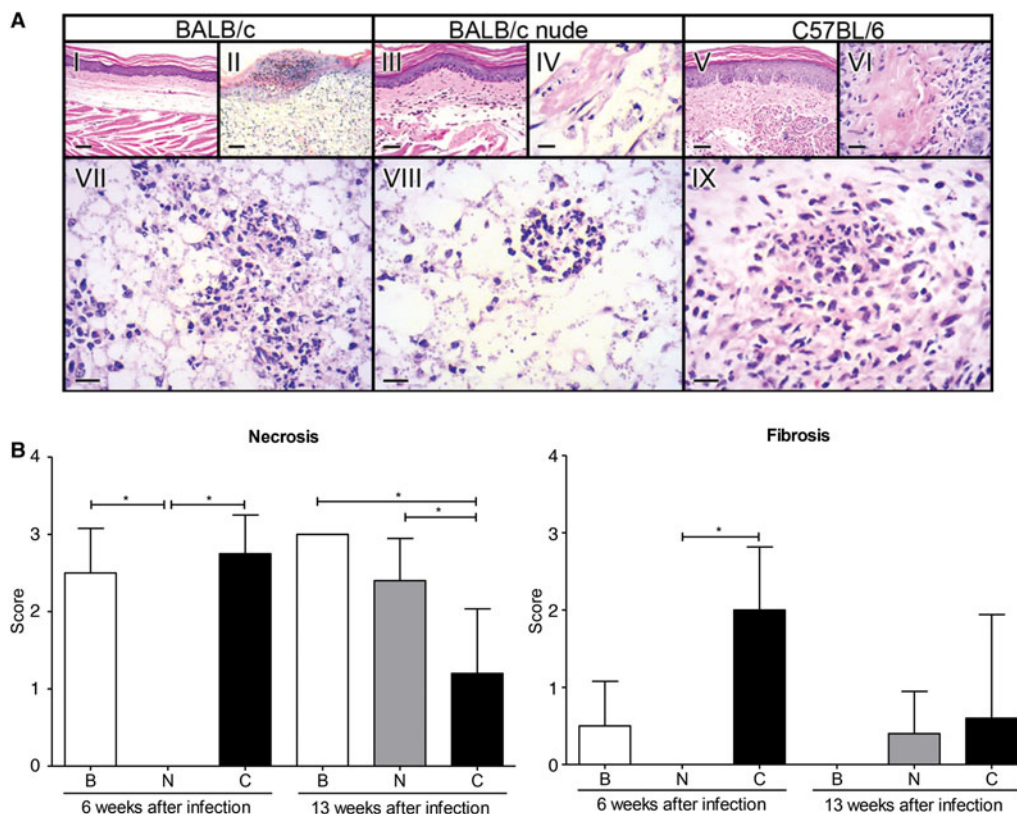 A
BALB/c BALB/c nude C57BL/6
I II III IV V VI
VII VIII IX
B
Necrosis
4
3
2
1
0
Score
* * * *
B N C B N C
6 weeks after infection 13 weeks after infection
Fibrosis
4
3
2
1
0
Score
*
B N C B N C
6 weeks after infection 13 weeks after infection